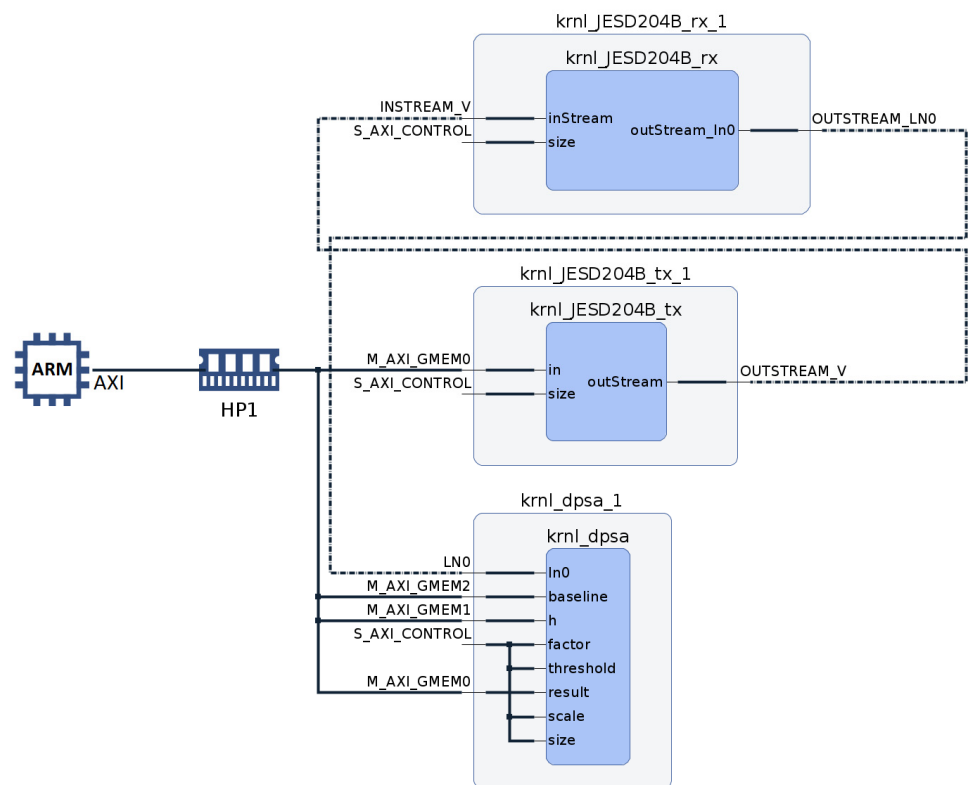 krnl_JESD204B_rx_1
krnl_JESD204B_rx
INSTREAM_V
S_AXI_CONTROL
inStream
size
outStream_ln0
OUTSTREAM_LN0
krnl_JESD204B_tx_1
krnl_JESD204B_tx
M_AXI_GMEM0
S_AXI_CONTROL
in
size
outStream
OUTSTREAM_V
ARM
AXI
HP1
krnl_dpsa_1
krnl_dpsa
LN0
M_AXI_GMEM2
M_AXI_GMEM1
S_AXI_CONTROL
M_AXI_GMEM0
ln0
baseline
h
factor
threshold
result
scale
size